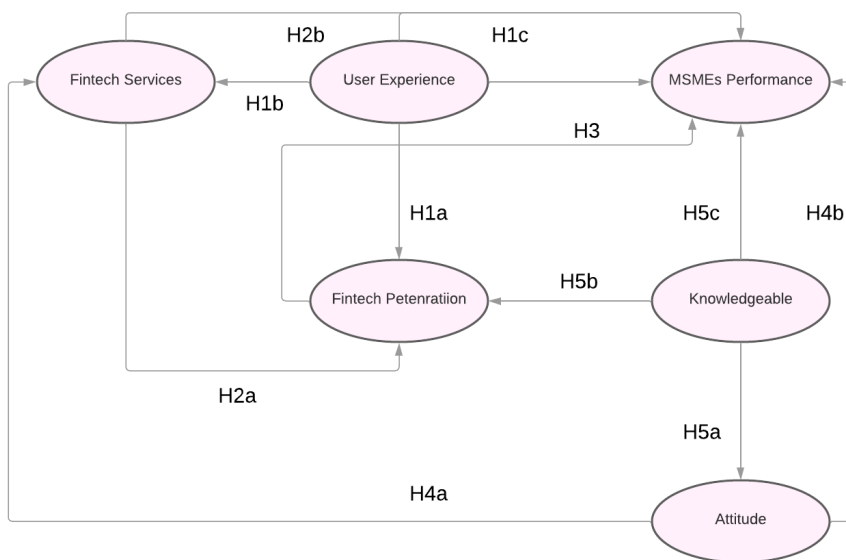 H2b
H1c
Fintech Services
User Experience
MSMEs Performance
H1b
H3
H1a
H5c
H4b
Fintech Petenratiion
H5b
Knowledgeable
H2a
H5a
H4a
Attitude